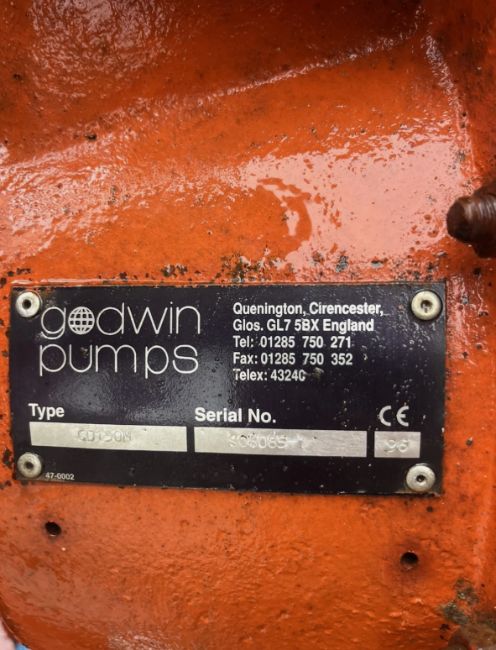 godwin
pumps
Quenington, Cirencester,
Glos. GL7 5BX England
Tel: 01285 750 271
Fax: 01285 750 352
Telex: 43240
Type
CD150M
Serial No.
CE
96
47-0002